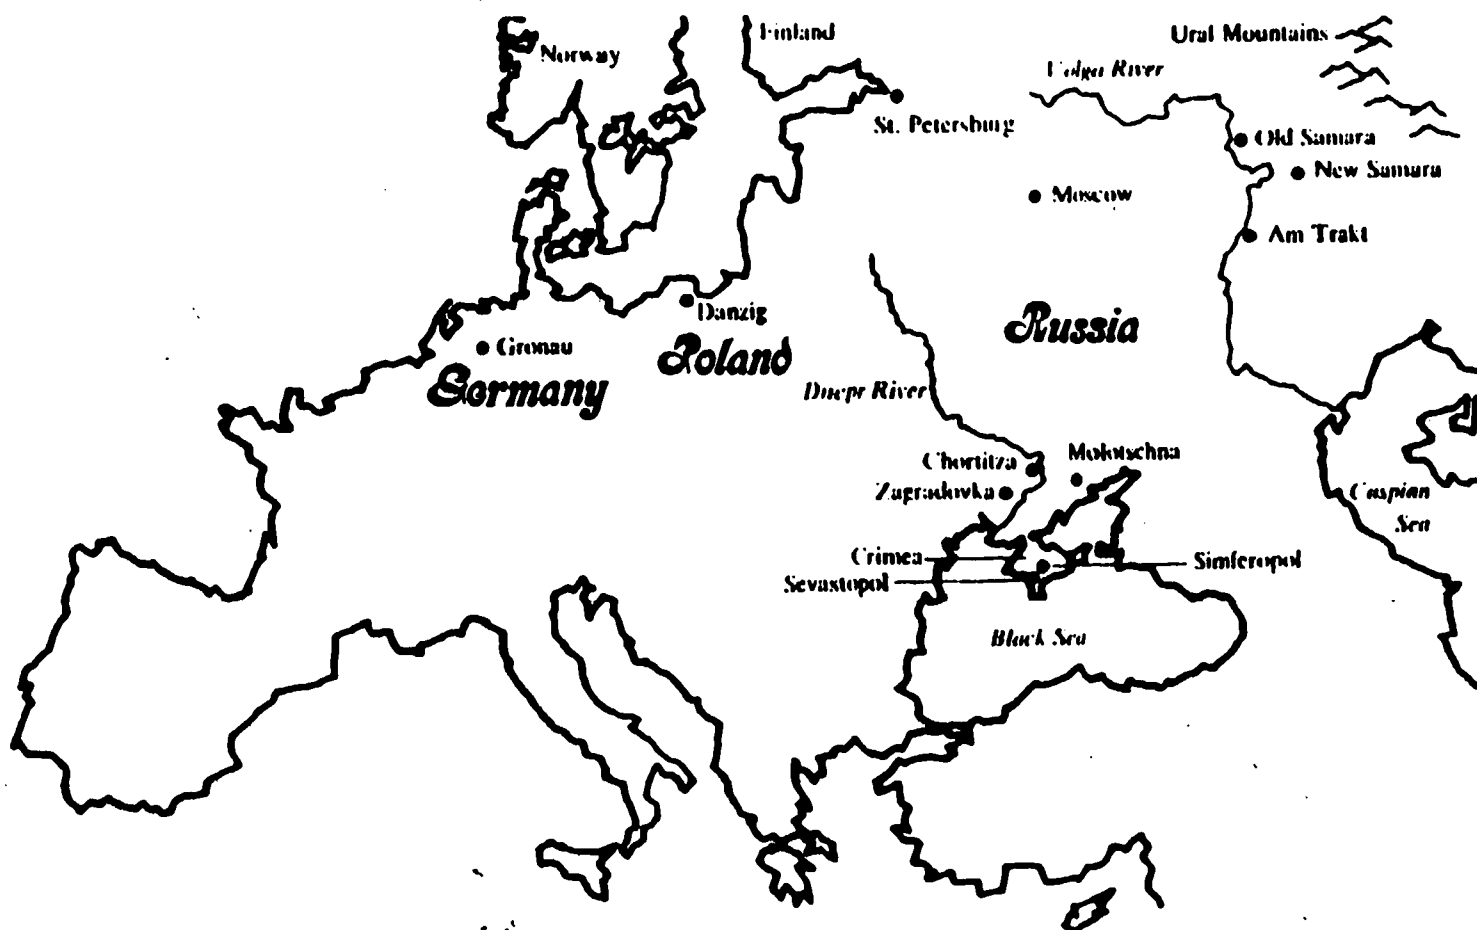 Norway
Finland
Ural Mountains
Volga River
St. Petersburg
Old Samara
New Samara
Moscow
Am Trakt
Danzig
Russia
Gronau
Poland
Germany
Dnepr River
Chortitza
Molotschna
Zagradovka
Caspian
Sea
Crimea
Simferopol
Sevastopol
Black Sea